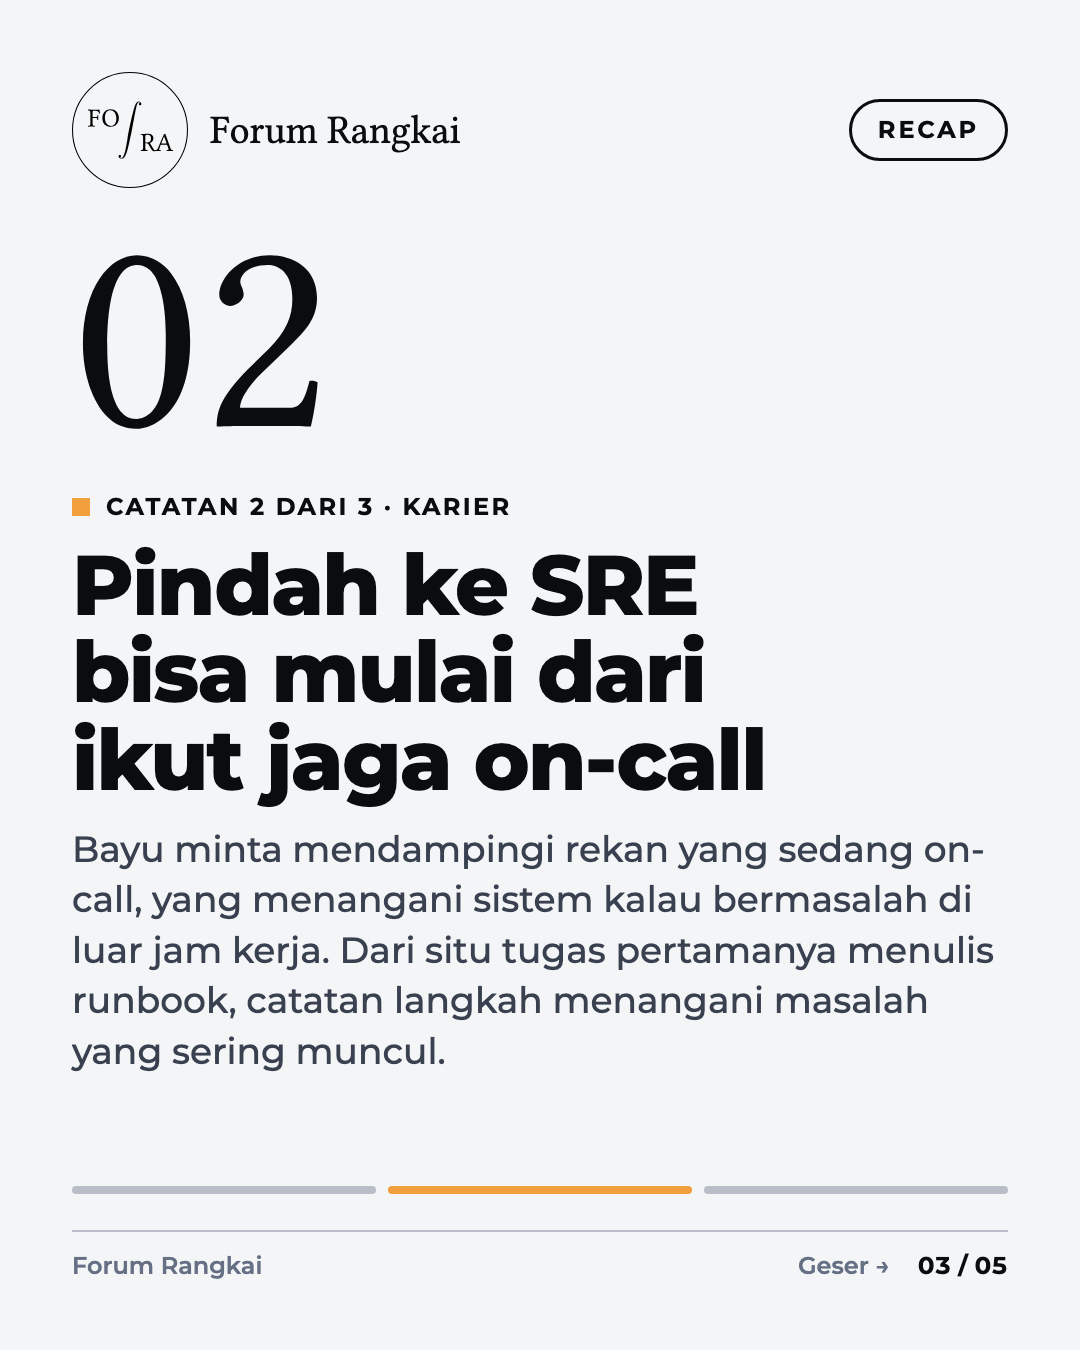 FO
RA
Forum Rangkai
RECAP
02
CATATAN 2 DARI 3 · KARIER
Pindah ke SRE
bisa mulai dari
ikut jaga on-call
Bayu minta mendampingi rekan yang sedang on-
call, yang menangani sistem kalau bermasalah di
luar jam kerja. Dari situ tugas pertamanya menulis
runbook, catatan langkah menangani masalah
yang sering muncul.
Forum Rangkai
Geser → 03 / 05